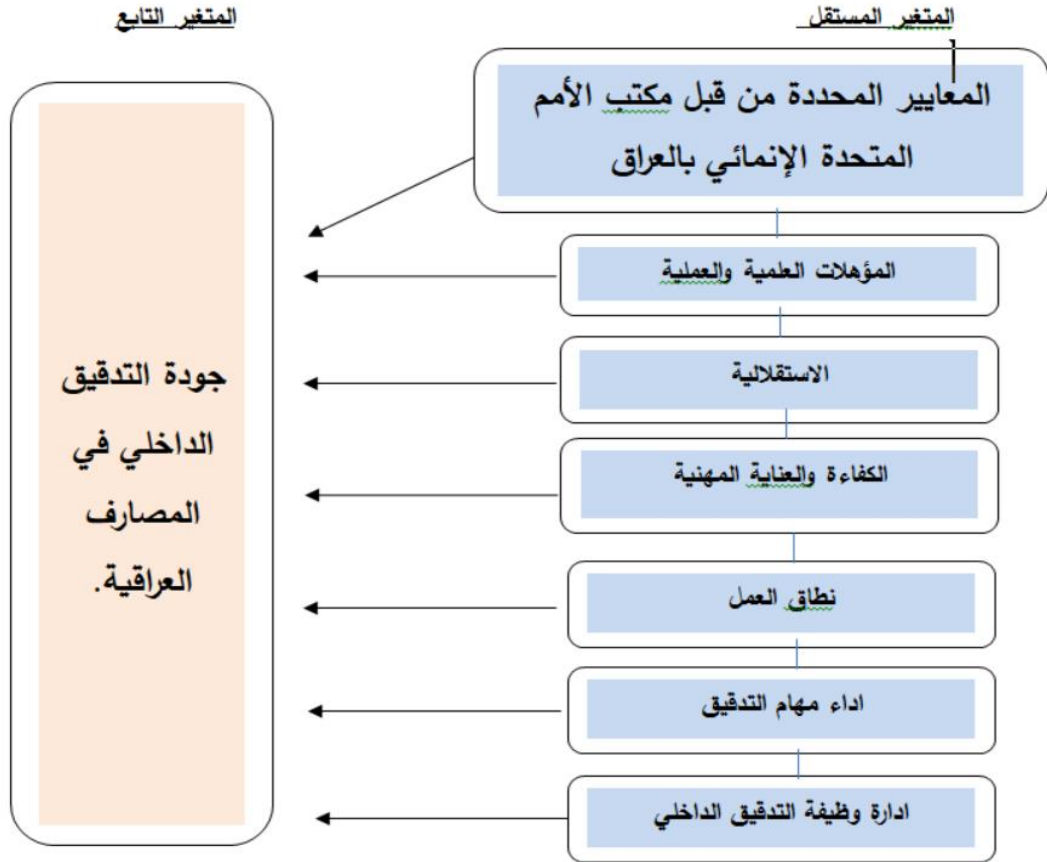 المتغير المستقل
المتغير التابع
المعايير المحددة من قبل مكتب الأمم
المتحدة الإنمائي بالعراق
المؤهلات العلمية والعملية
الاستقلالية
الكفاءة والعناية المهنية
نطاق العمل
اداء مهام التدقيق
ادارة وظيفة التدقيق الداخلي
جودة التدقيق
الداخلي في
المصارف
العراقية.